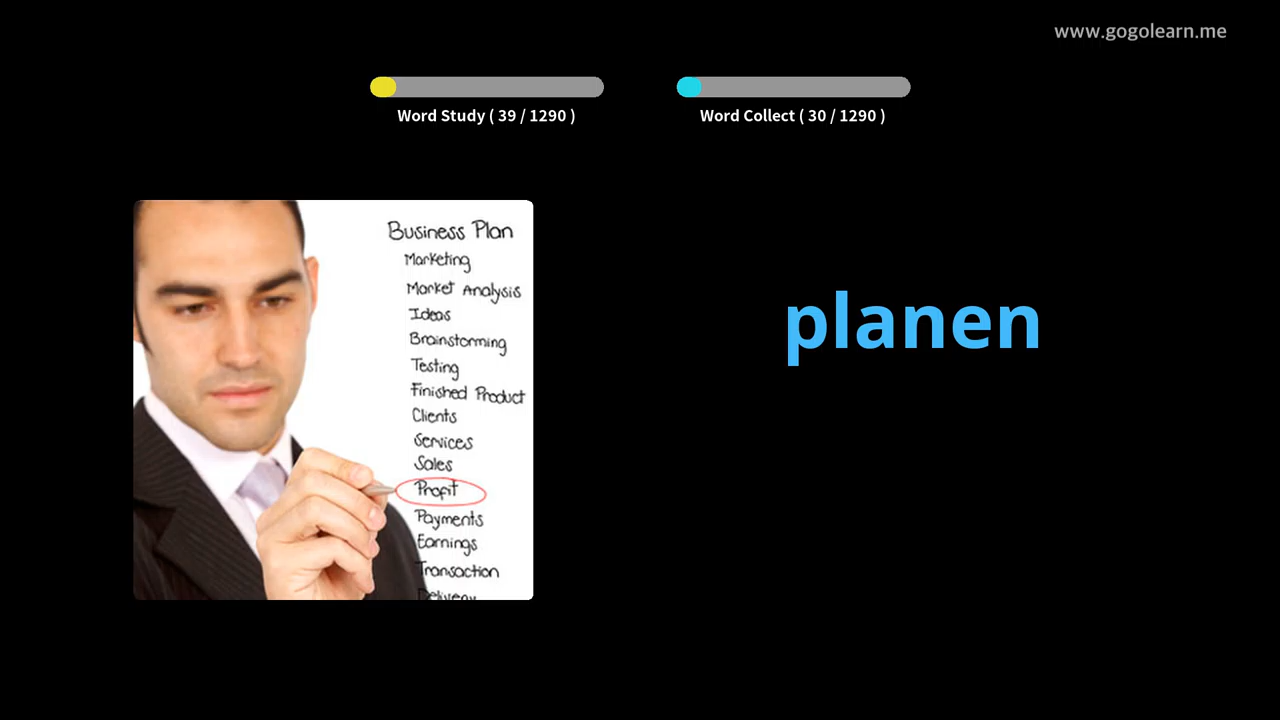 www.gogolearn.me
Word Study ( 39 / 1290 )
Word Collect ( 30 / 1290 )
Business Plan
Marketing
Market Analysis
Ideas
Brainstorming
Testing
Finished Product
Clients
Services
Sales
Profit
Payments
Earnings
Transaction
Delivery
planen